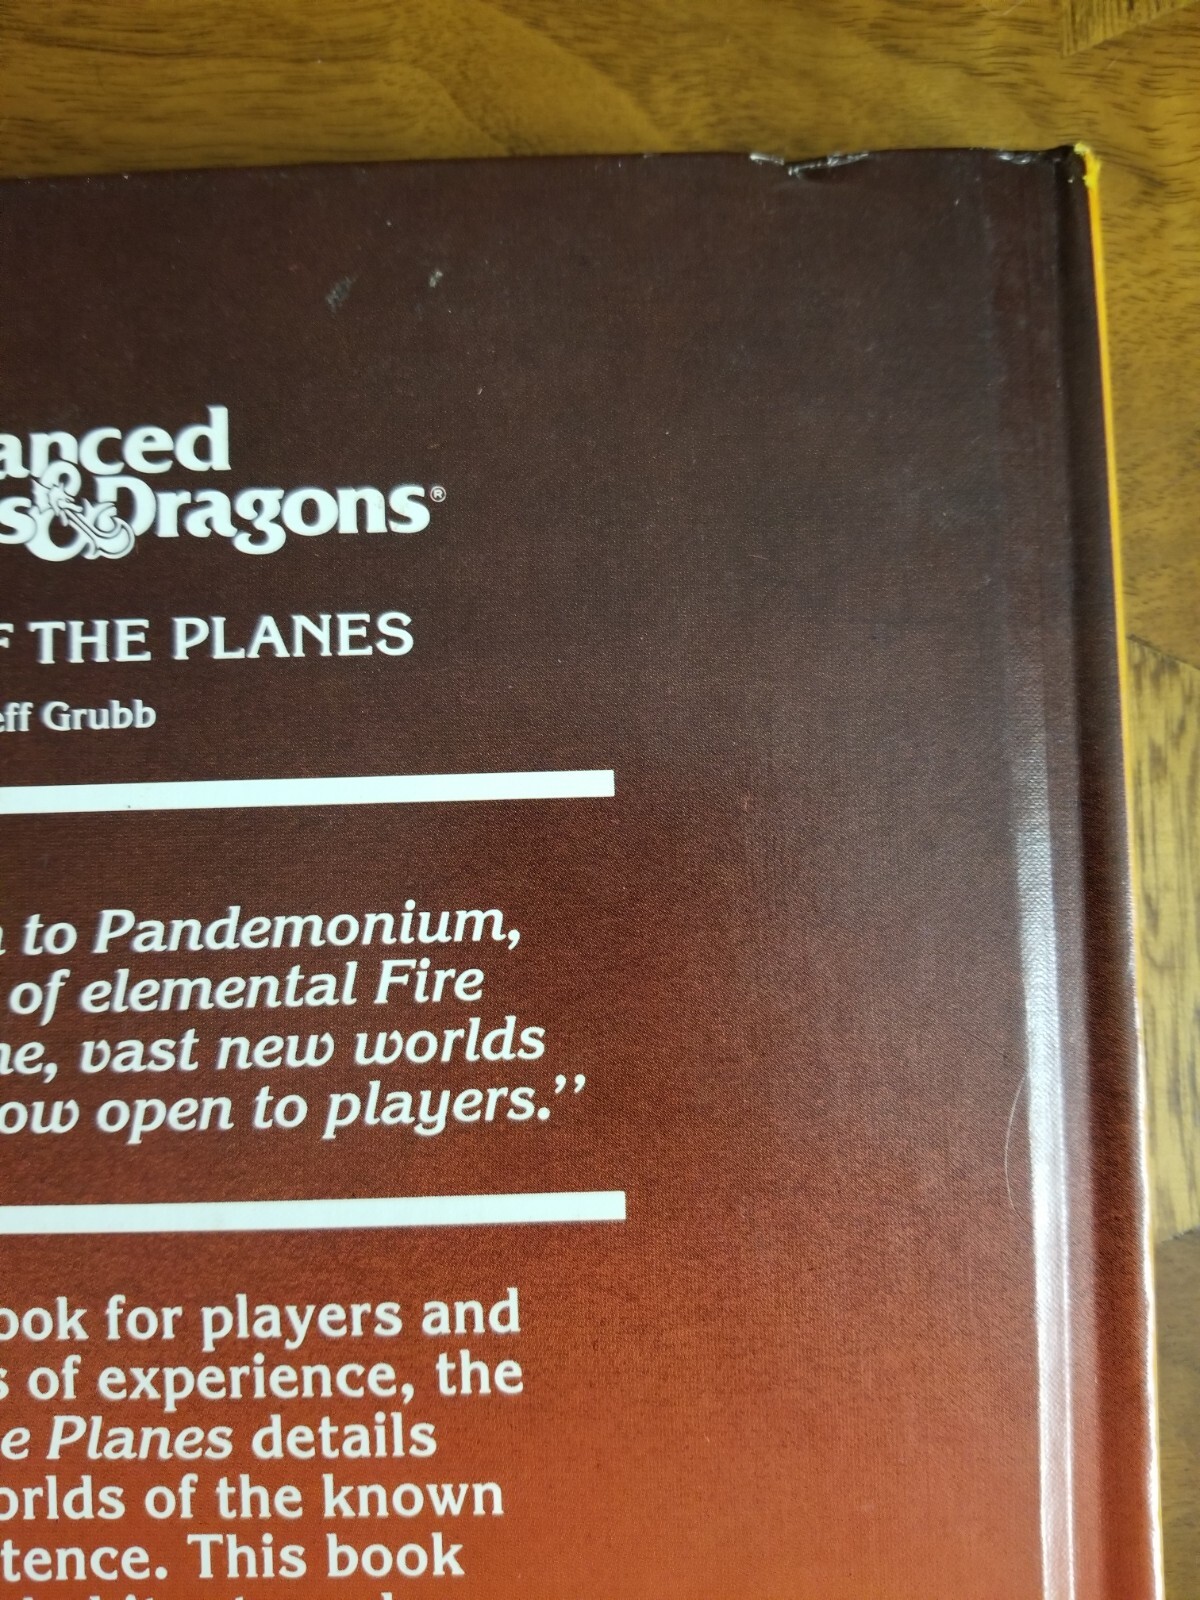 anced
s & Dragons®
F THE PLANES
eff Grubb
to Pandemonium,
of elemental Fire
ne, vast new worlds
ow open to players.”
ook for players and
s of experience, the
e Planes details
orlds of the known
tence. This book